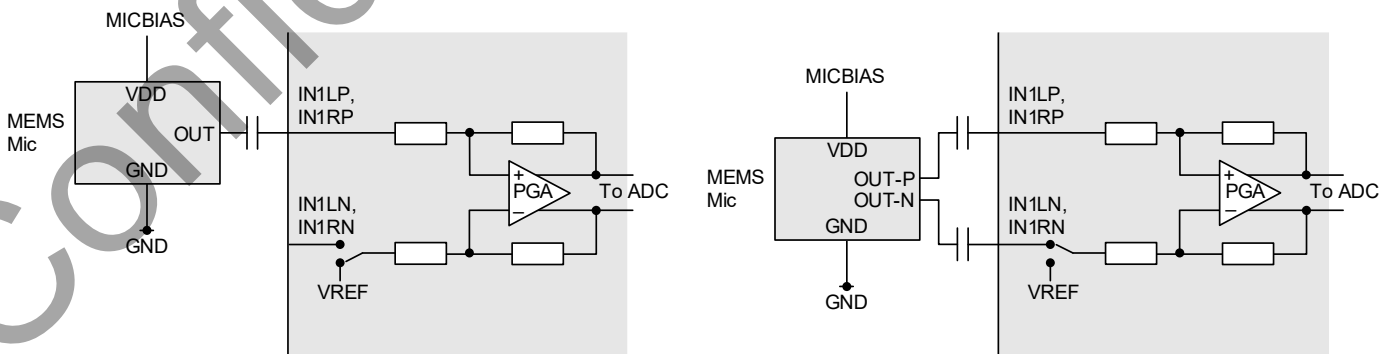 MICBIAS
VDD
MEMS
Mic
OUT
GND
GND
IN1LP,
IN1RP
IN1LN,
IN1RN
VREF
+
PGA
–
To ADC
MICBIAS
VDD
MEMS
Mic
OUT-P
OUT-N
GND
GND
IN1LP,
IN1RP
IN1LN,
IN1RN
VREF
+
PGA
–
To ADC